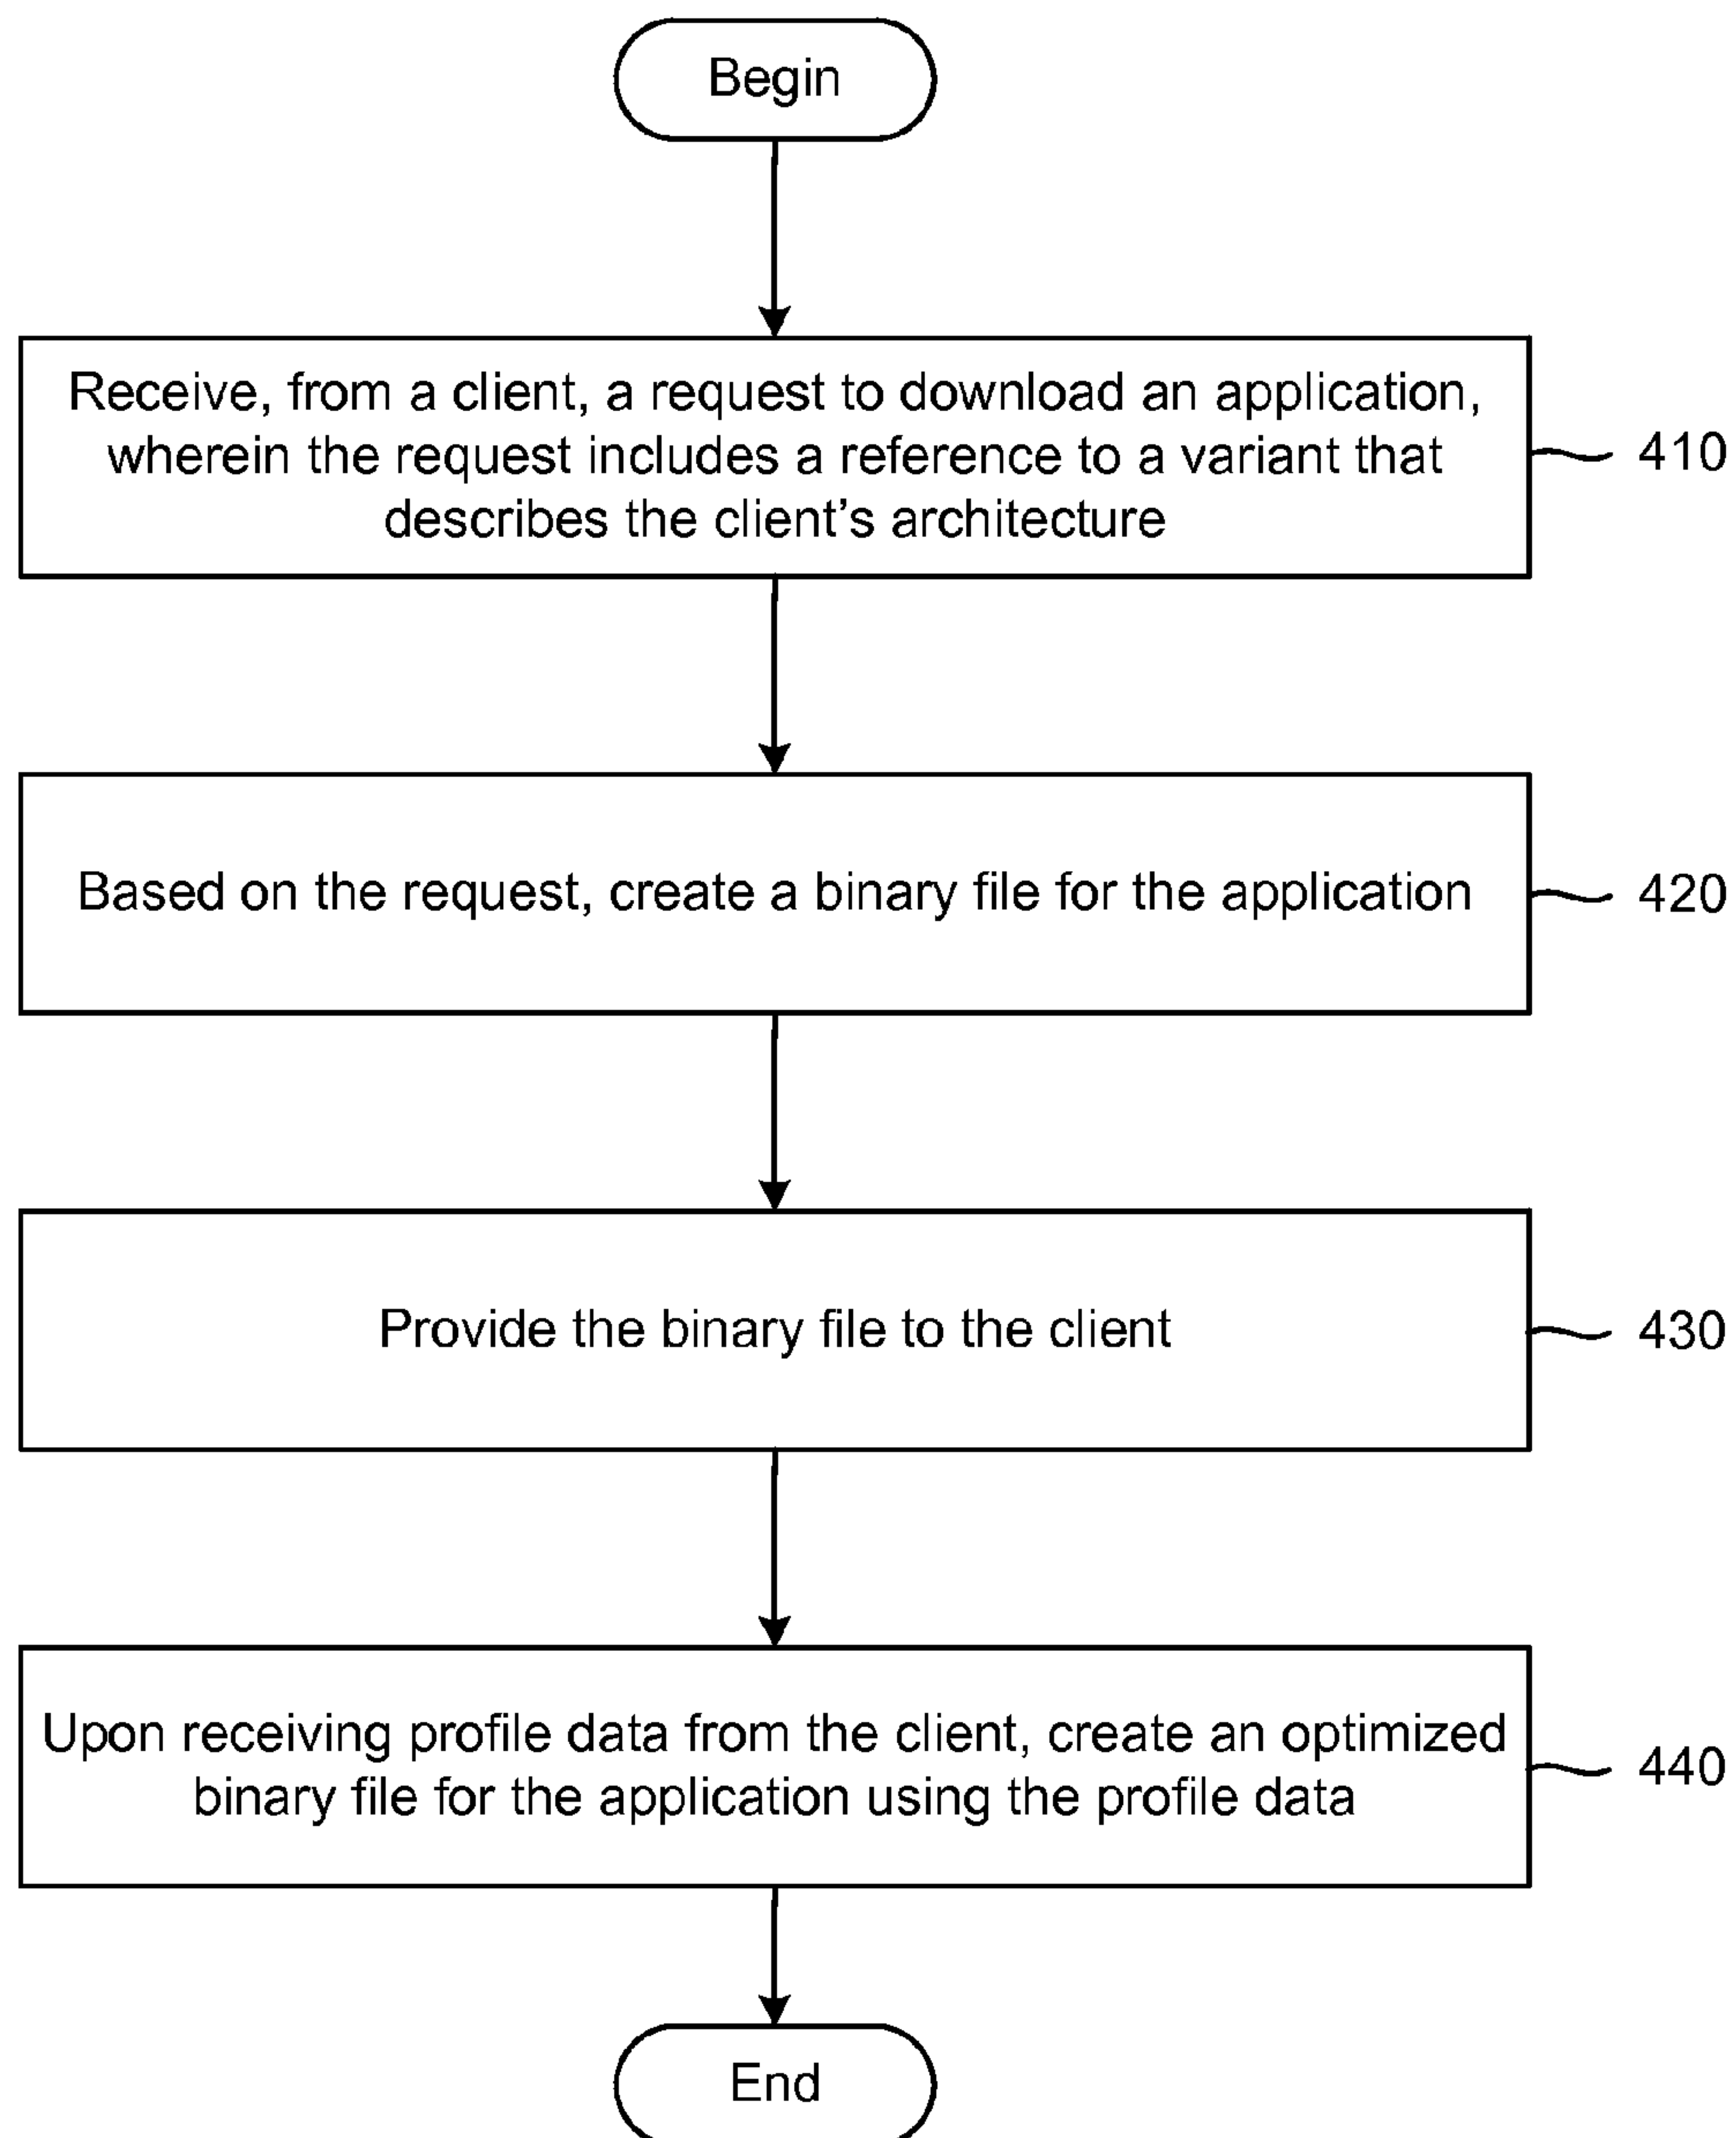 Begin
Receive, from a client, a request to download an application,
wherein the request includes a reference to a variant that
describes the client's architecture
410
Based on the request, create a binary file for the application
420
Provide the binary file to the client
430
Upon receiving profile data from the client, create an optimized
binary file for the application using the profile data
440
End